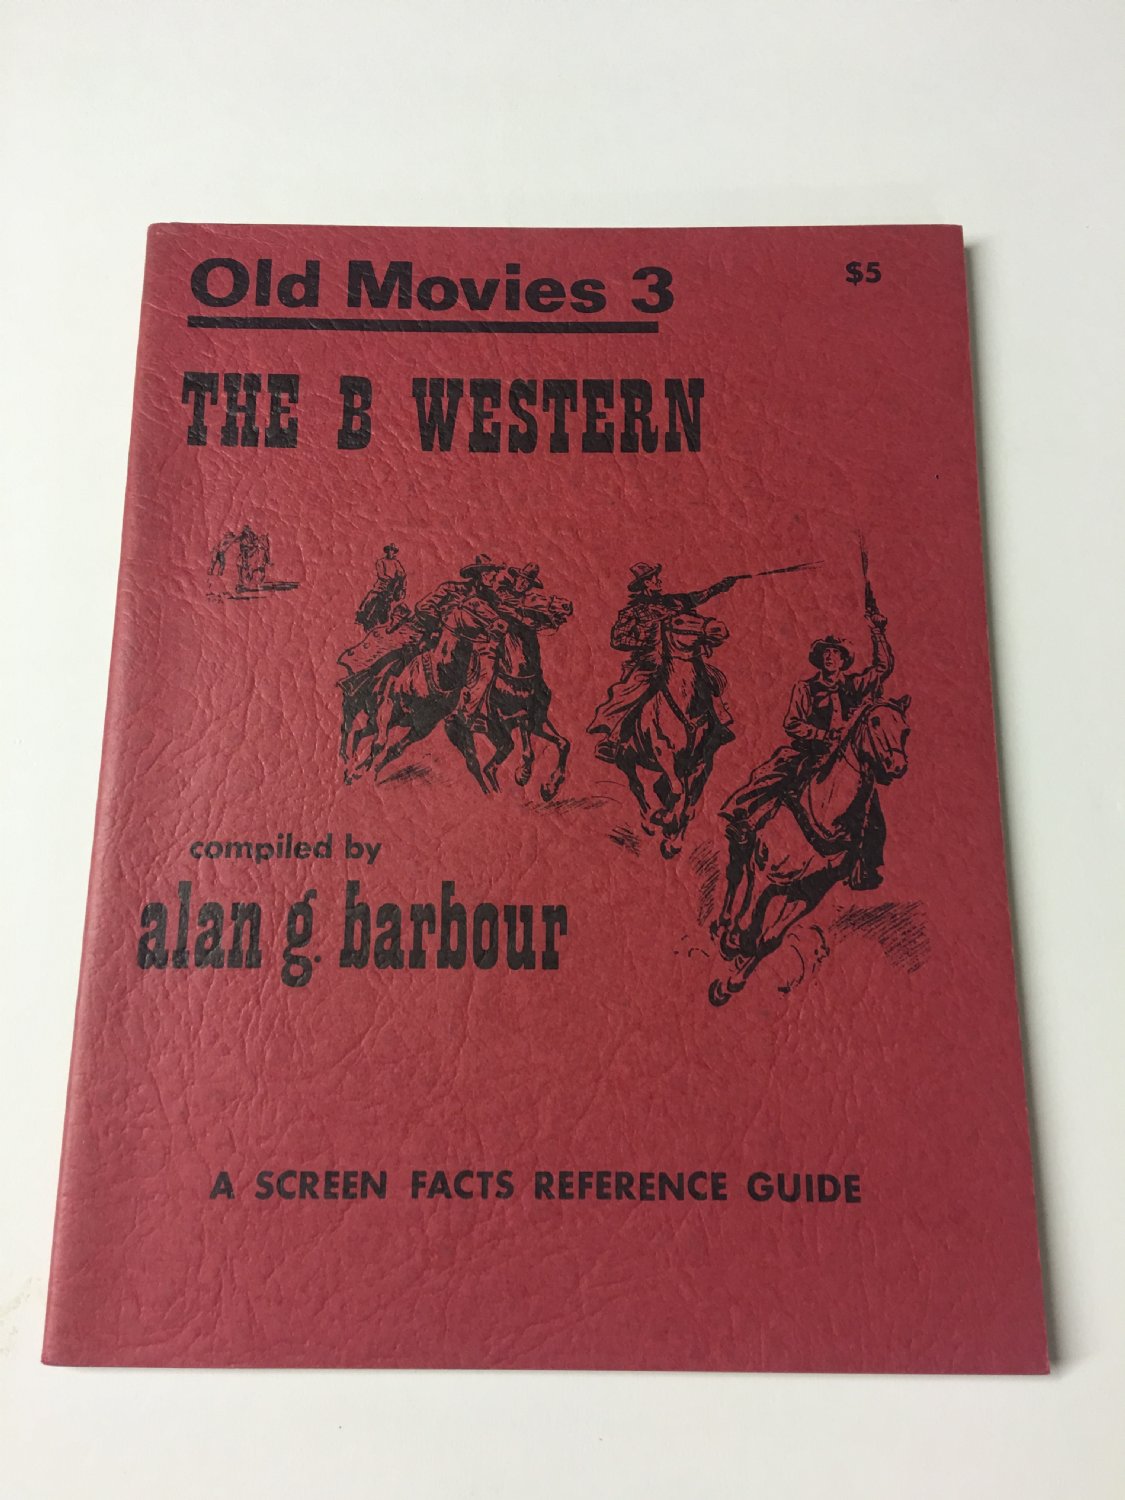 Old Movies 3
$5
THE B WESTERN
compiled by
alan g. barbour
A SCREEN FACTS REFERENCE GUIDE